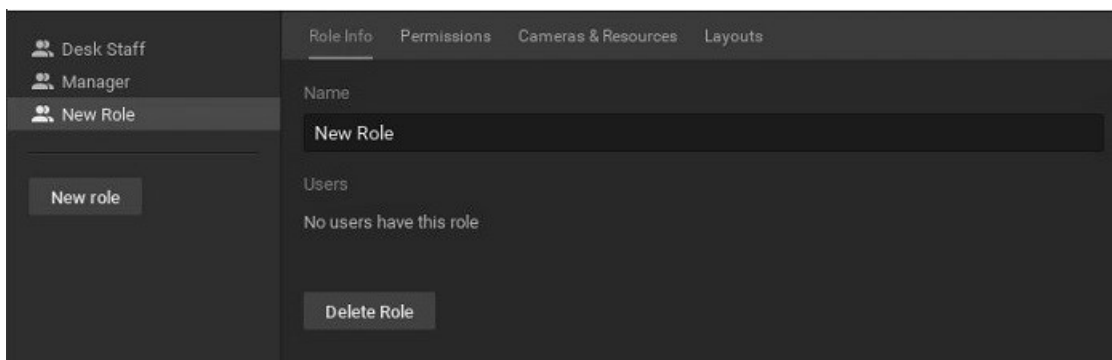 Desk Staff
Manager
New Role
New role
Role Info Permissions Cameras & Resources Layouts
Name
New Role
Users
No users have this role
Delete Role